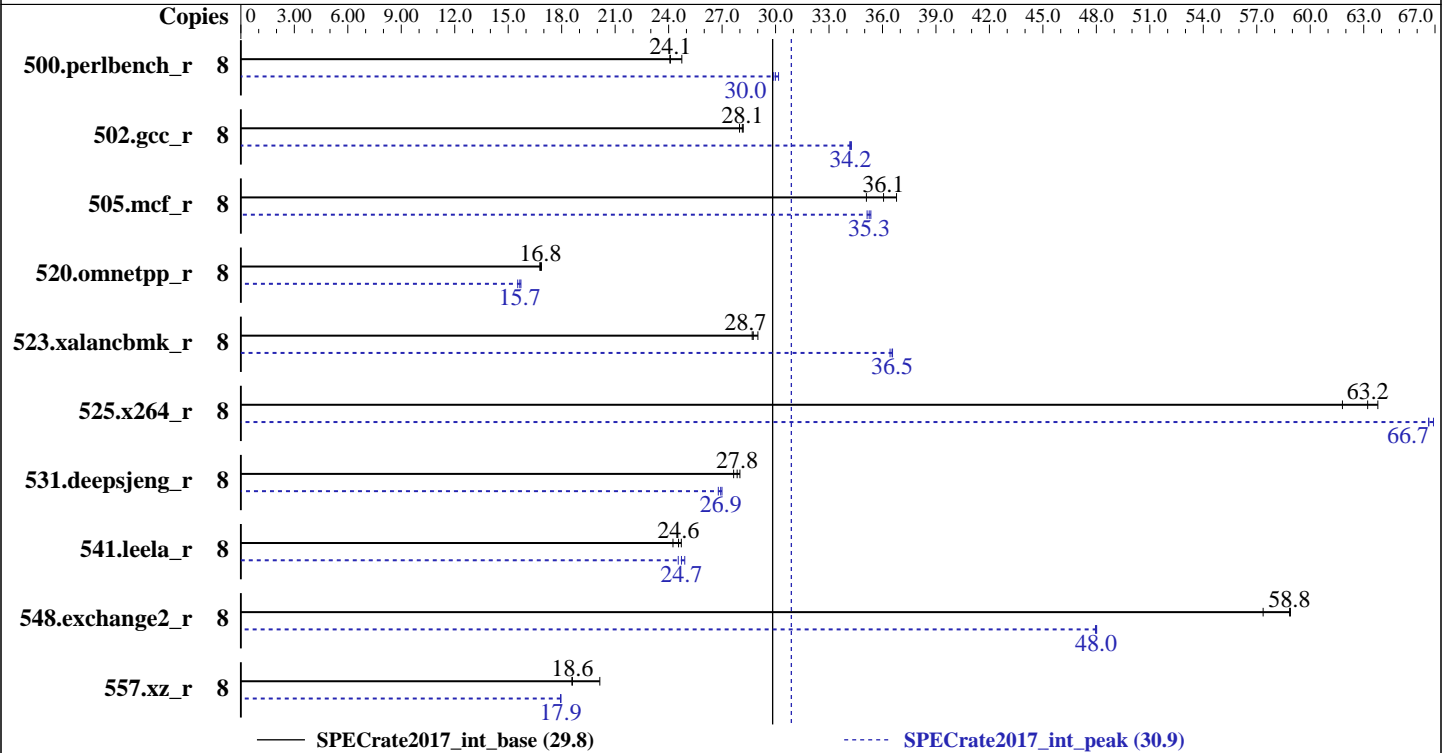 Copies 0 3.00 6.00 9.00 12.0 15.0 18.0 21.0 24.0 27.0 30.0 33.0 36.0 39.0 42.0 45.0 48.0 51.0 54.0 57.0 60.0 63.0 67.0
24.1
500.perlbench_r 8
30.0
28.1
502.gcc_r 8
34.2
36.1
505.mcf_r 8
35.3
16.8
520.omnetpp_r 8
15.7
28.7
523.xalancbmk_r 8
36.5
63.2
525.x264_r 8
66.7
27.8
531.deepsjeng_r 8
26.9
24.6
541.leela_r 8
24.7
58.8
548.exchange2_r 8
48.0
18.6
557.xz_r 8
17.9
SPECrate2017_int_base (29.8) SPECrate2017_int_peak (30.9)